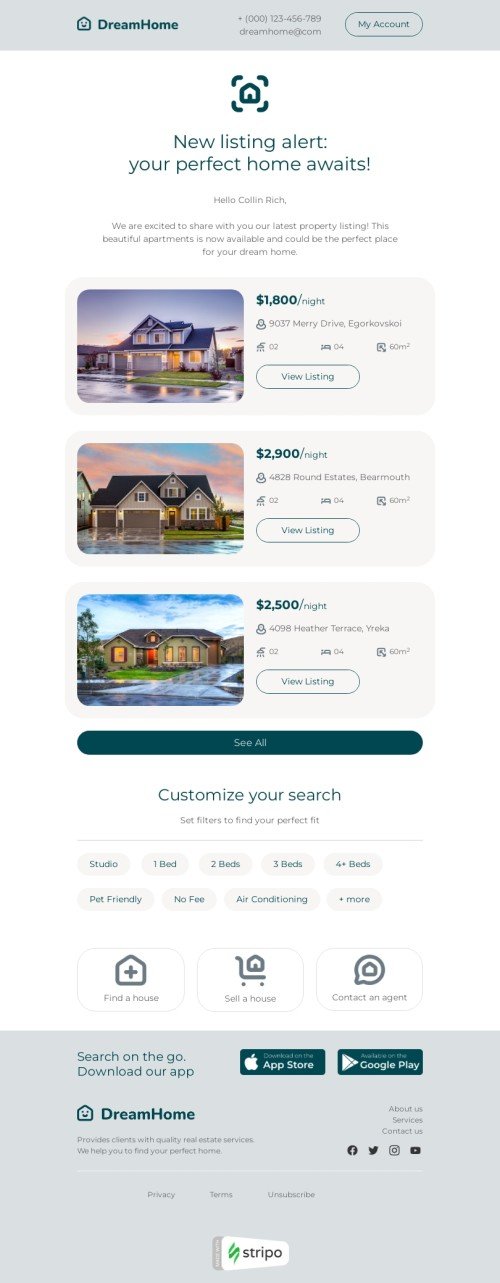 DreamHome
+ (000) 123-456-789
dreamhome@com
My Account
New listing alert:
your perfect home awaits!
Hello Collin Rich,
We are excited to share with you our latest property listing! This
beautiful apartments is now available and could be the perfect place
for your dream home.
$1,800/night
9037 Merry Drive, Egorkovskoi
02 04 60m²
View Listing
$2,900/night
4828 Round Estates, Bearmouth
02 04 60m²
View Listing
$2,500/night
4098 Heather Terrace, Yreka
02 04 60m²
View Listing
See All
Customize your search
Set filters to find your perfect fit
Studio 1 Bed 2 Beds 3 Beds 4+ Beds
Pet Friendly No Fee Air Conditioning + more
Find a house Sell a house Contact an agent
Search on the go.
Download our app
Download on the
App Store
Available on the
Google Play
DreamHome
Provides clients with quality real estate services.
We help you to find your perfect home.
About us
Services
Contact us
Privacy Terms Unsubscribe
MADE WITH
stripo